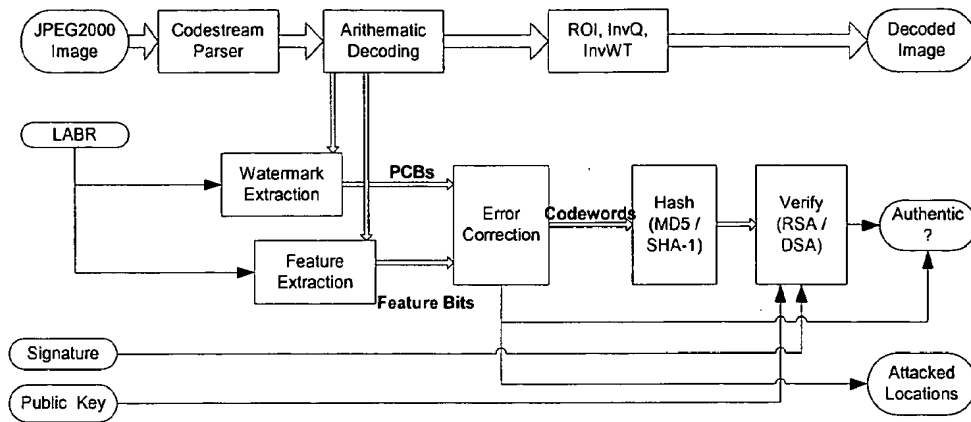 JPEG2000
Image
Codestream
Parser
Arithematic
Decoding
ROI, InvQ,
InvWT
Decoded
Image
LABR
Watermark
Extraction
PCBs
Feature
Extraction
Feature Bits
Error
Correction
Codewords
Hash
(MD5 /
SHA-1)
Verify
(RSA /
DSA)
Authentic
?
Signature
Public Key
Attacked
Locations